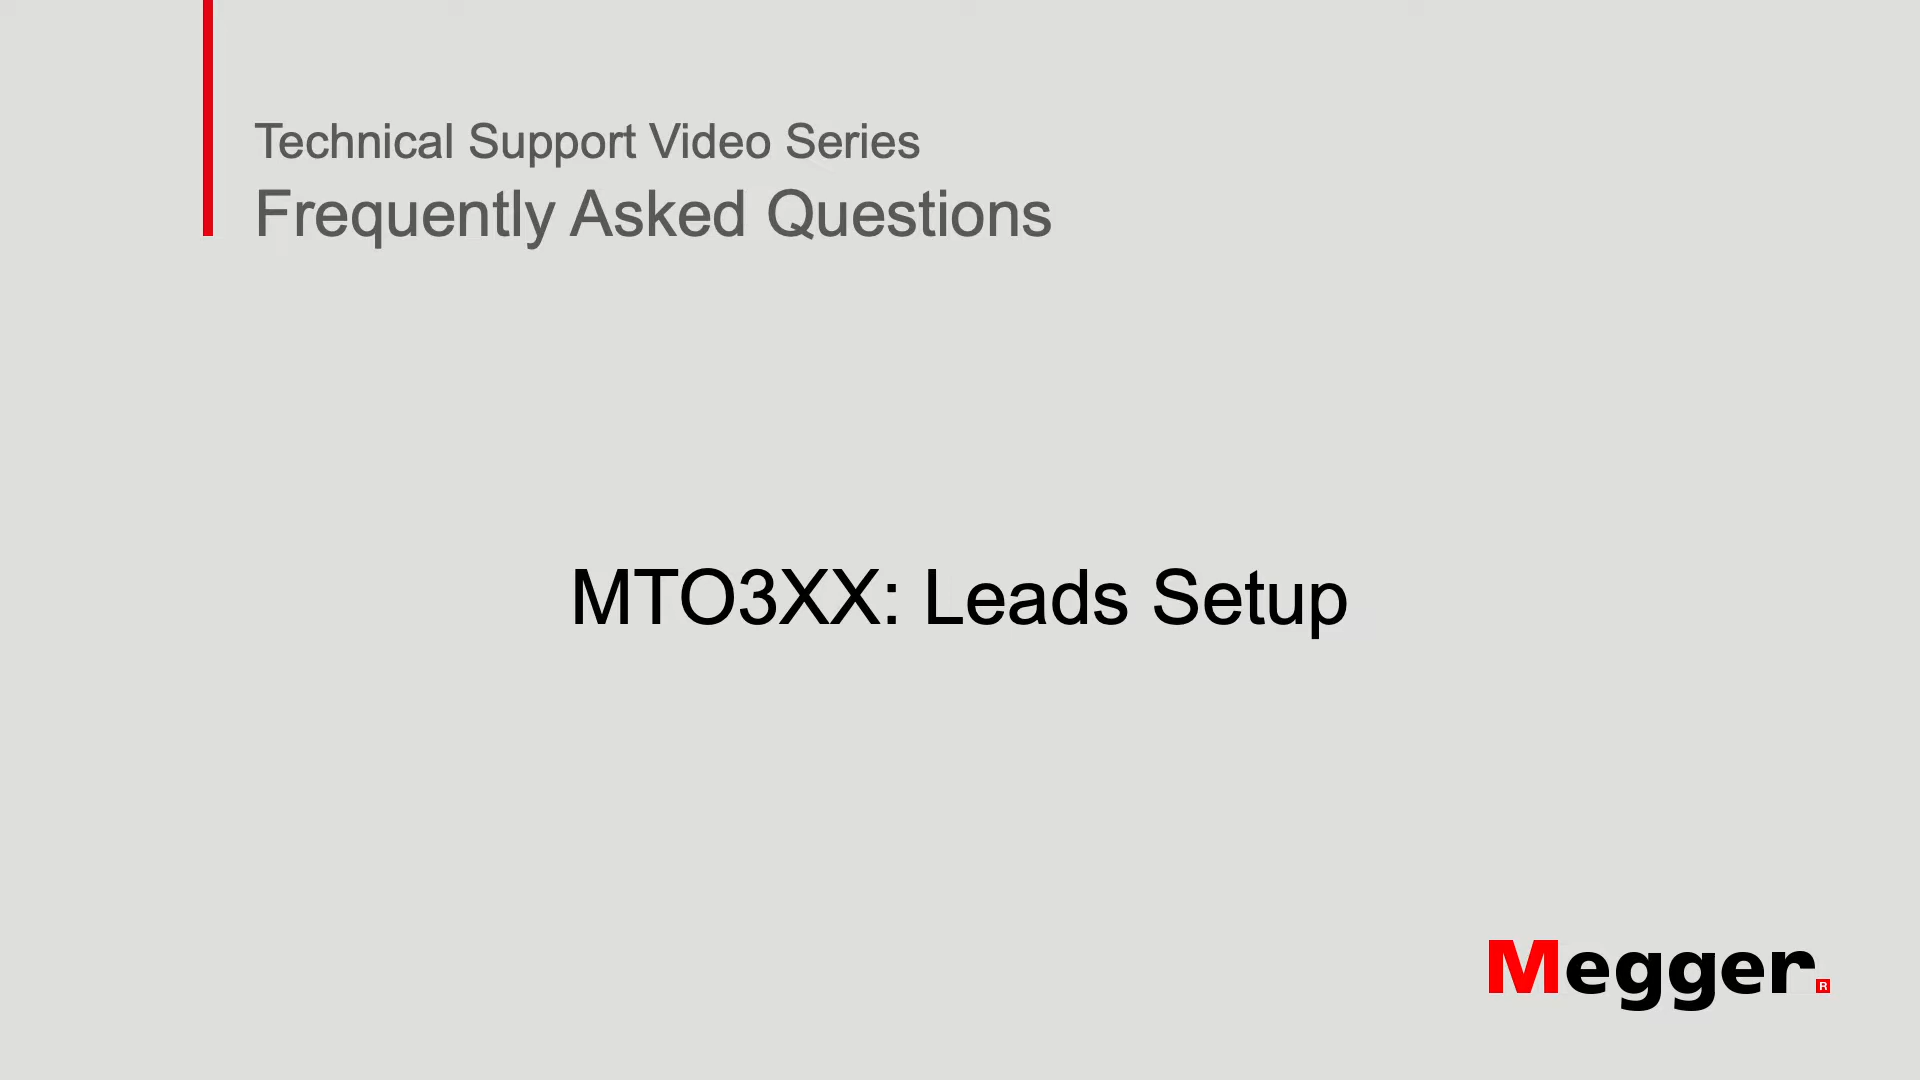 Technical Support Video Series
Frequently Asked Questions
MTO3XX: Leads Setup
Megger®